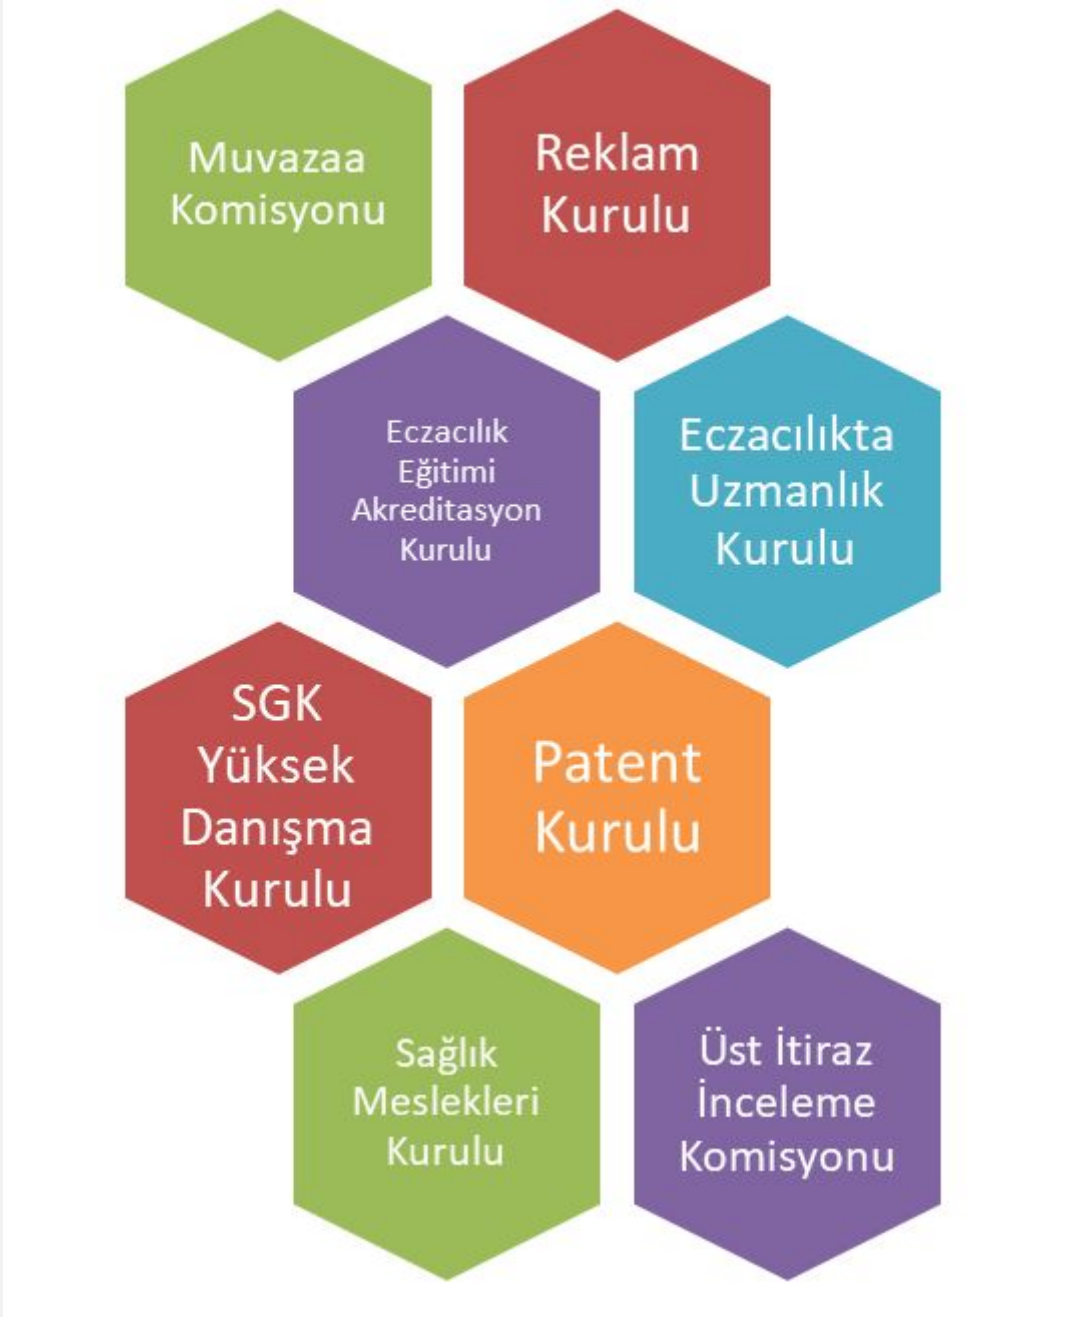 Muvazaa
Komisyonu
Reklam
Kurulu
Eczacılık
Eğitimi
Akreditasyon
Kurulu
Eczacılıkta
Uzmanlık
Kurulu
SGK
Yüksek
Danışma
Kurulu
Patent
Kurulu
Sağlık
Meslekleri
Kurulu
Üst İtiraz
İnceleme
Komisyonu